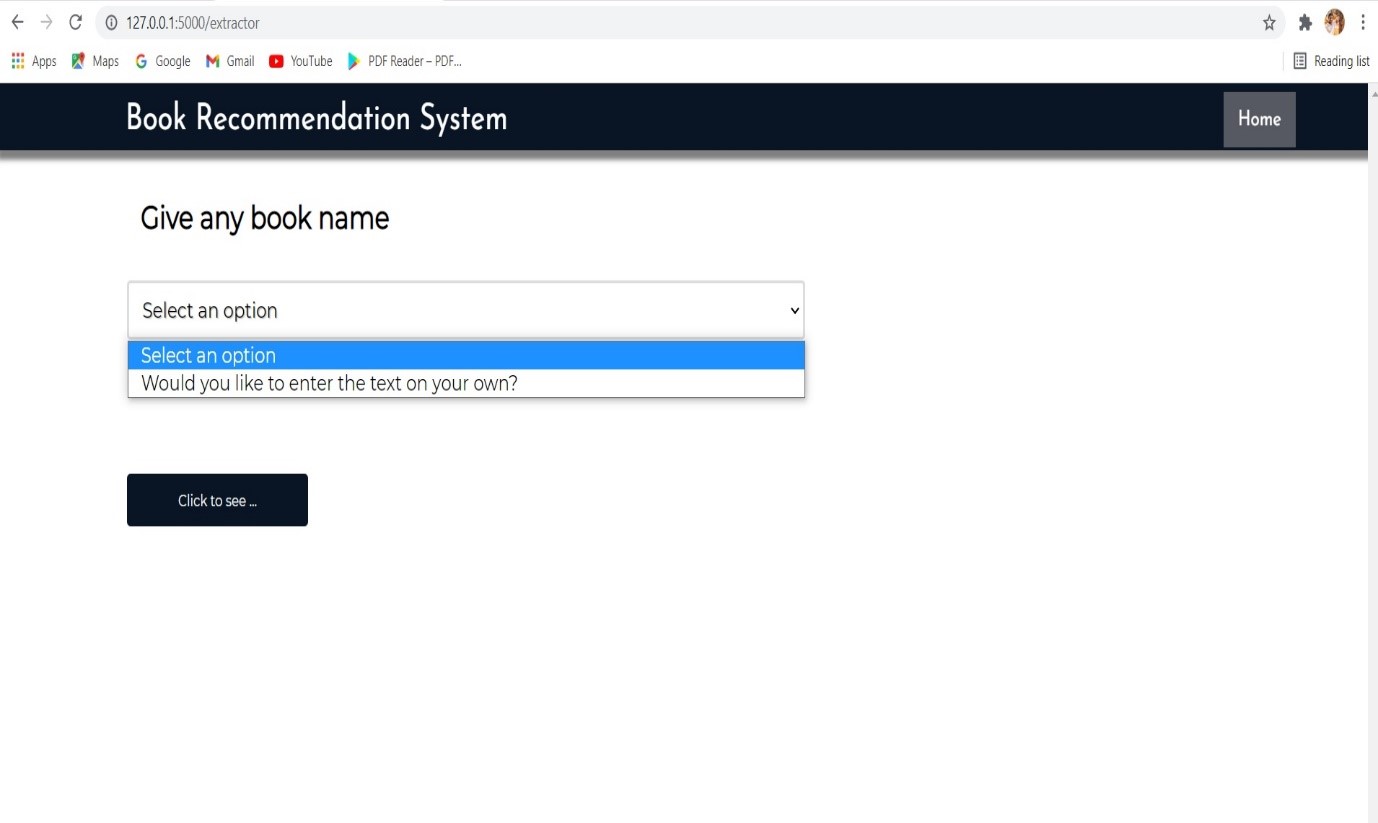 127.0.0.1:5000/extractor
Apps Maps Google Gmail YouTube PDF Reader – PDF... Reading list
Book Recommendation System Home
Give any book name
Select an option
Select an option
Would you like to enter the text on your own?
Click to see ...